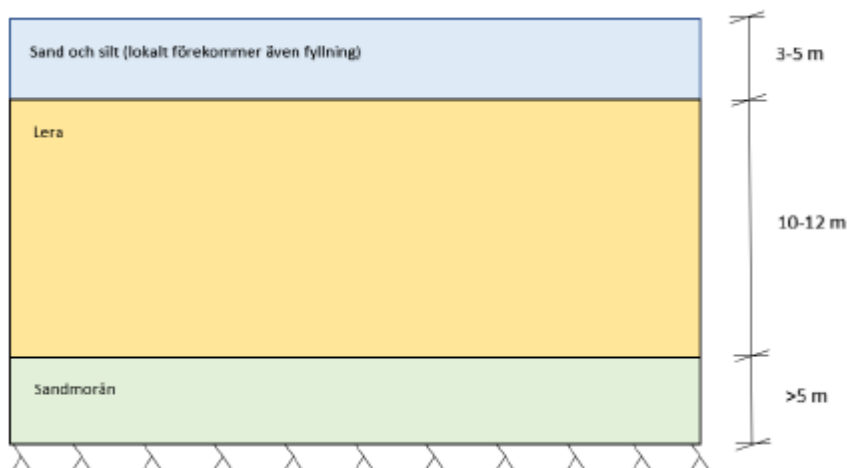 Sand och silt (lokalt förekommer även fyllning)
3-5 m
Lera
10-12 m
Sandmorän
>5 m